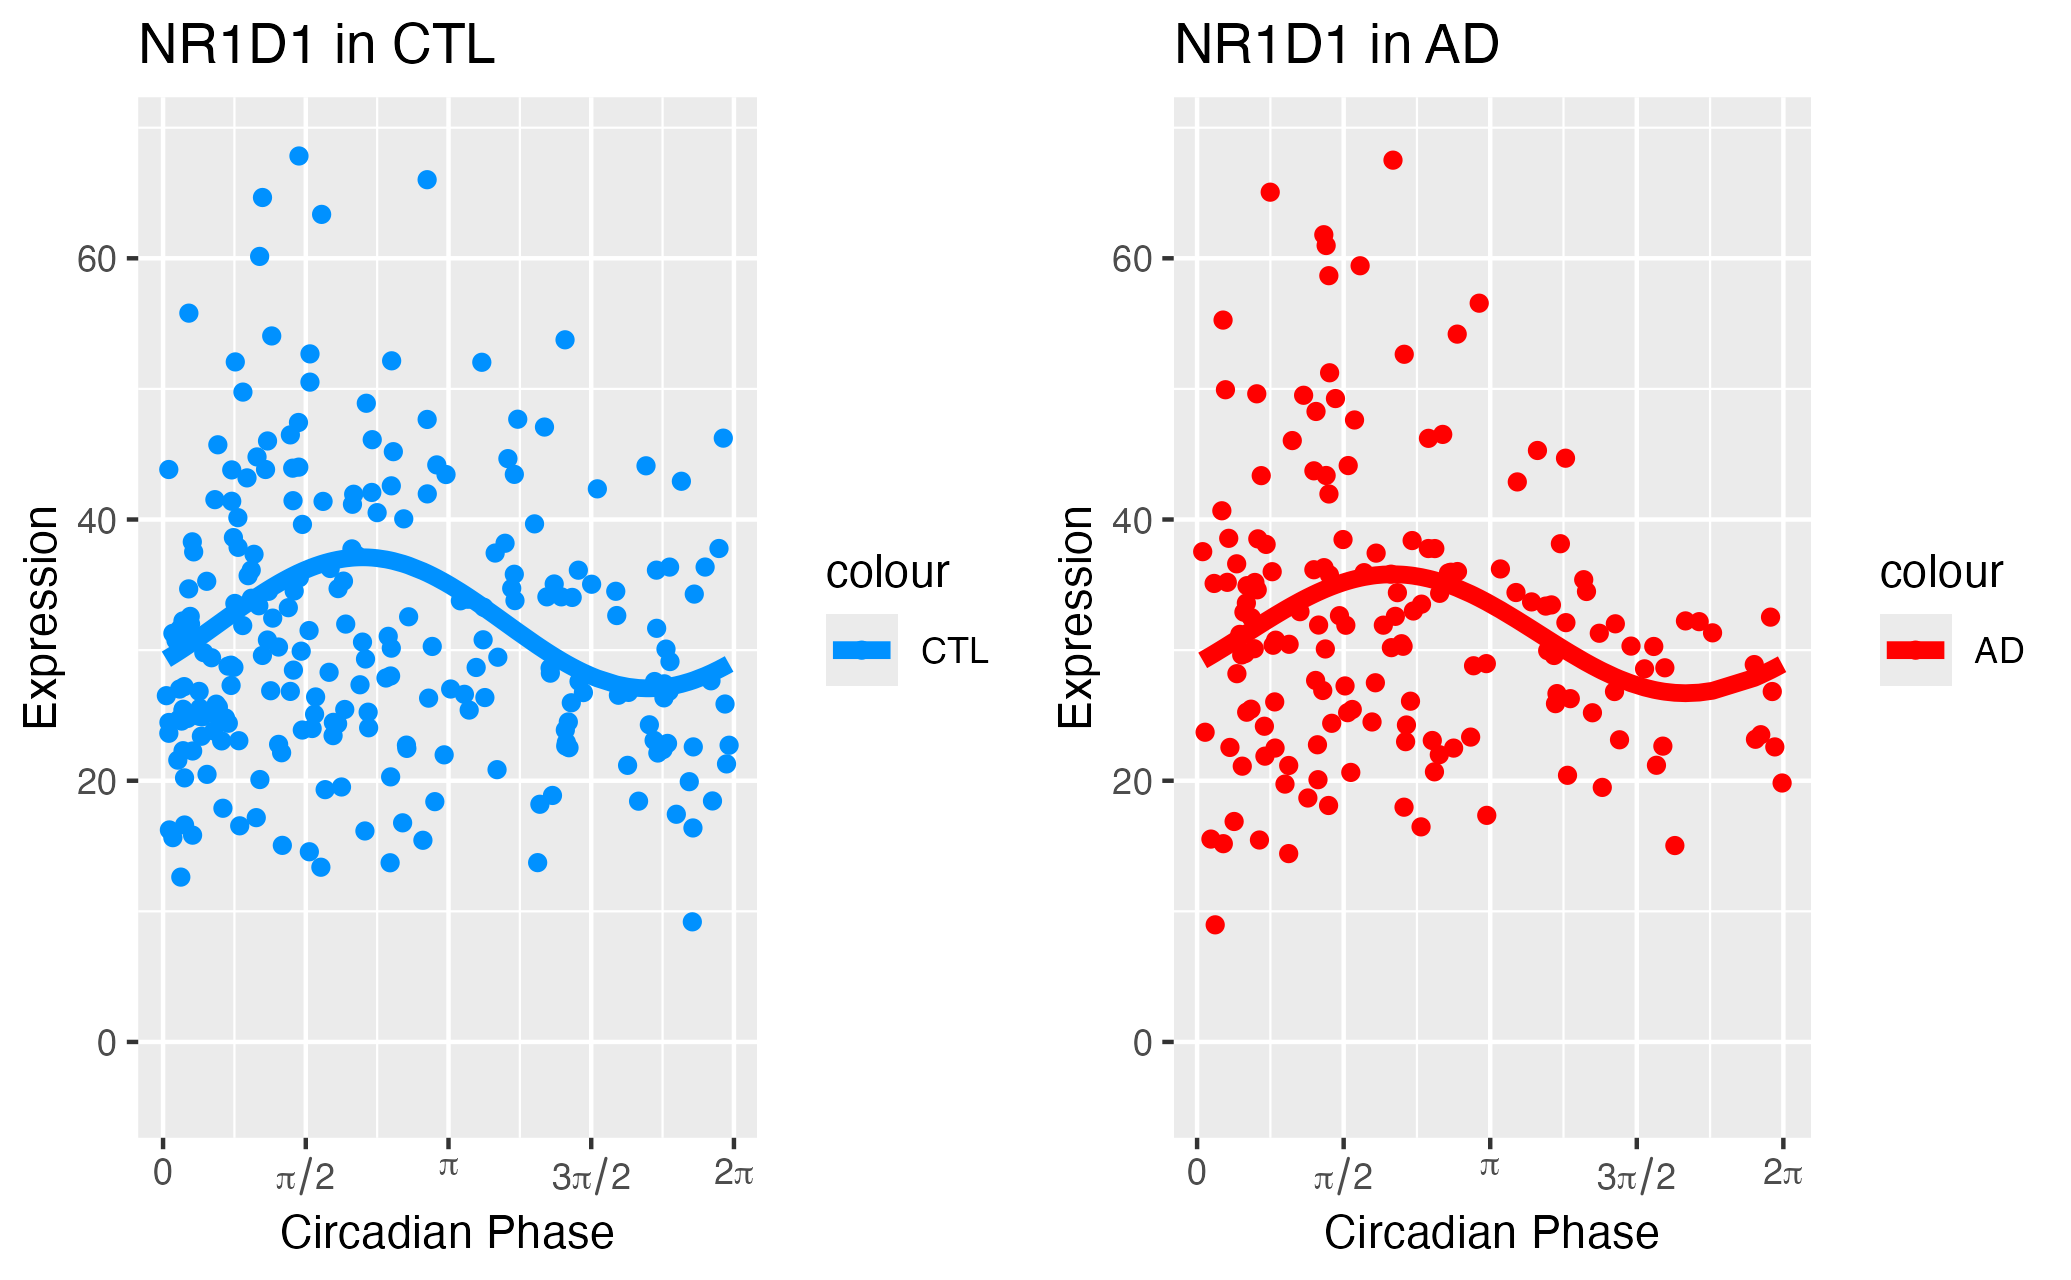 NR1D1 in CTL
Expression
60
40
20
0
0 π/2 π 3π/2 2π
Circadian Phase
colour
CTL
NR1D1 in AD
Expression
60
40
20
0
0 π/2 π 3π/2 2π
Circadian Phase
colour
AD